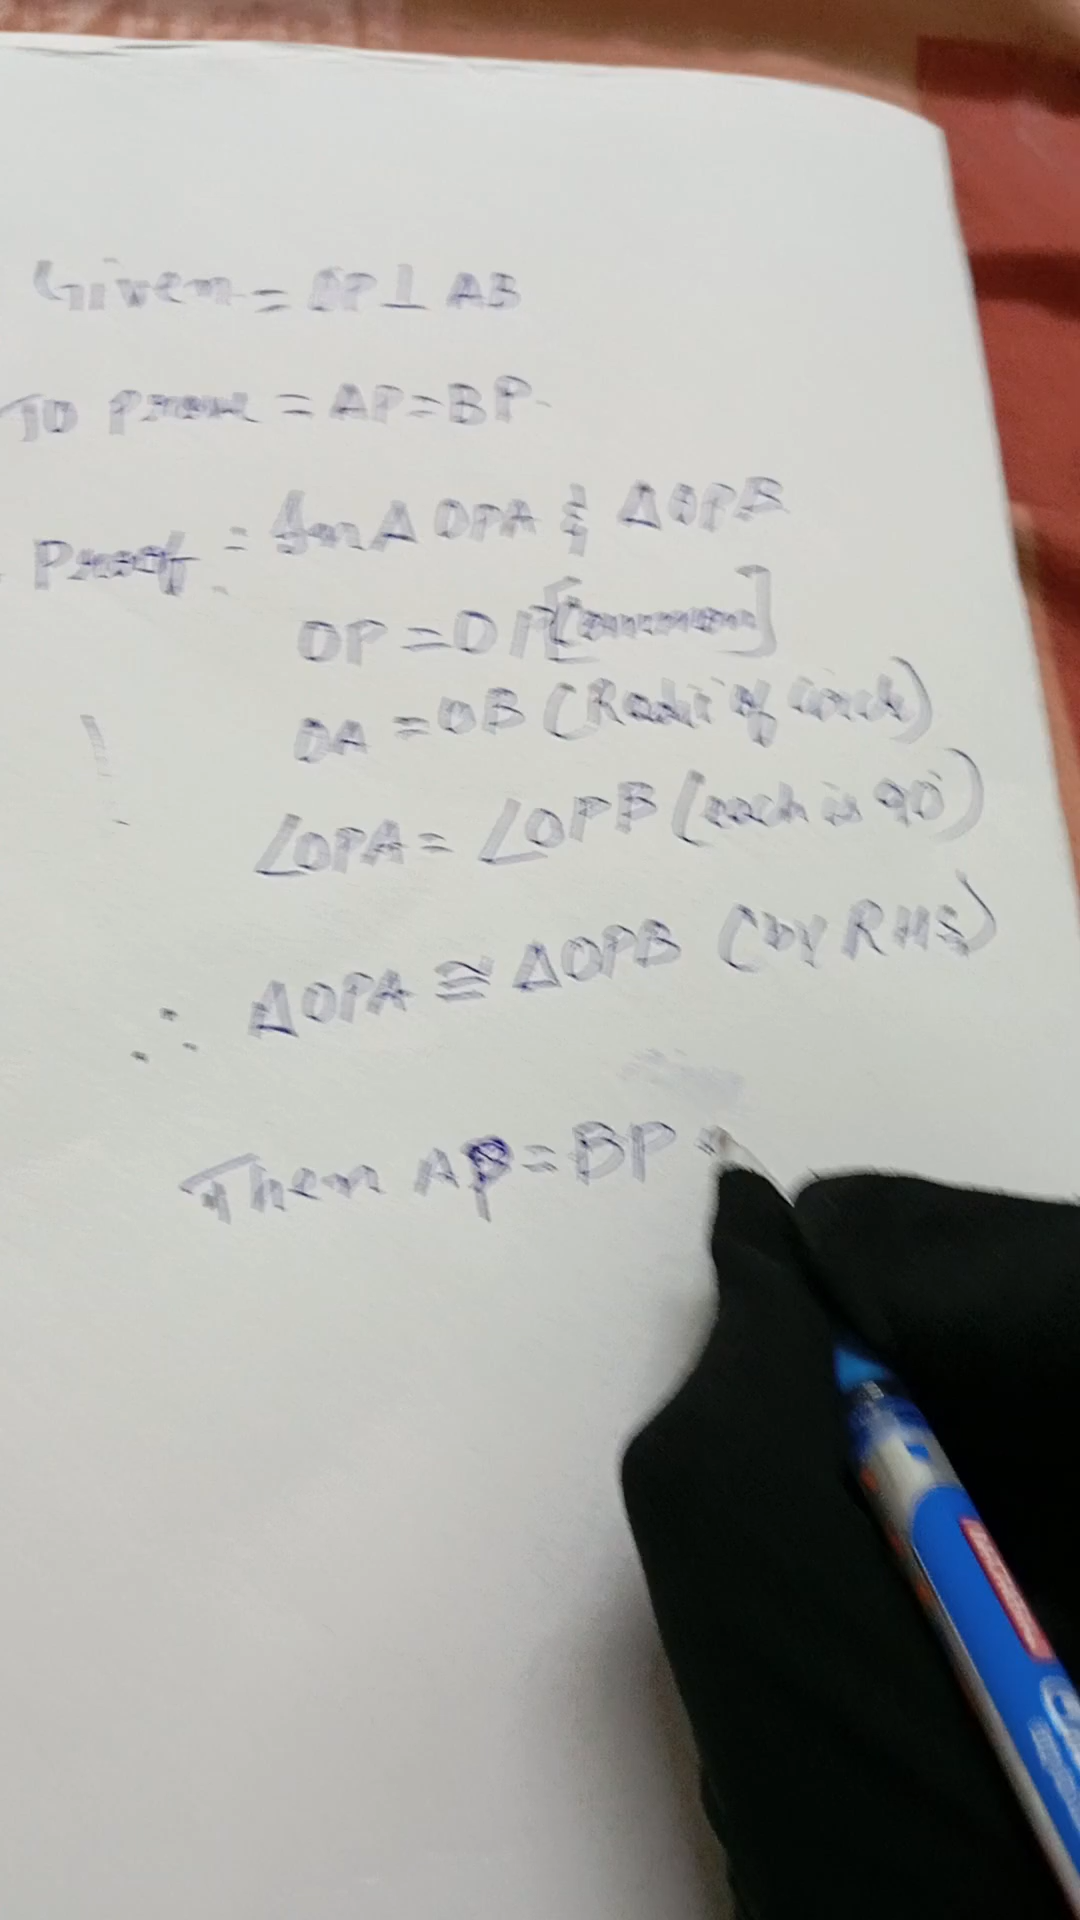 Given = OP ⊥ AB
To Prove = AP = BP.
Proof = In Δ OPA & ΔOPB
OP = OP [Common]
OA = OB (Radii of circle)
∠OPA = ∠OPB (each is 90°)
∴ ΔOPA ≅ ΔOPB (by RHS)
Then AP = BP